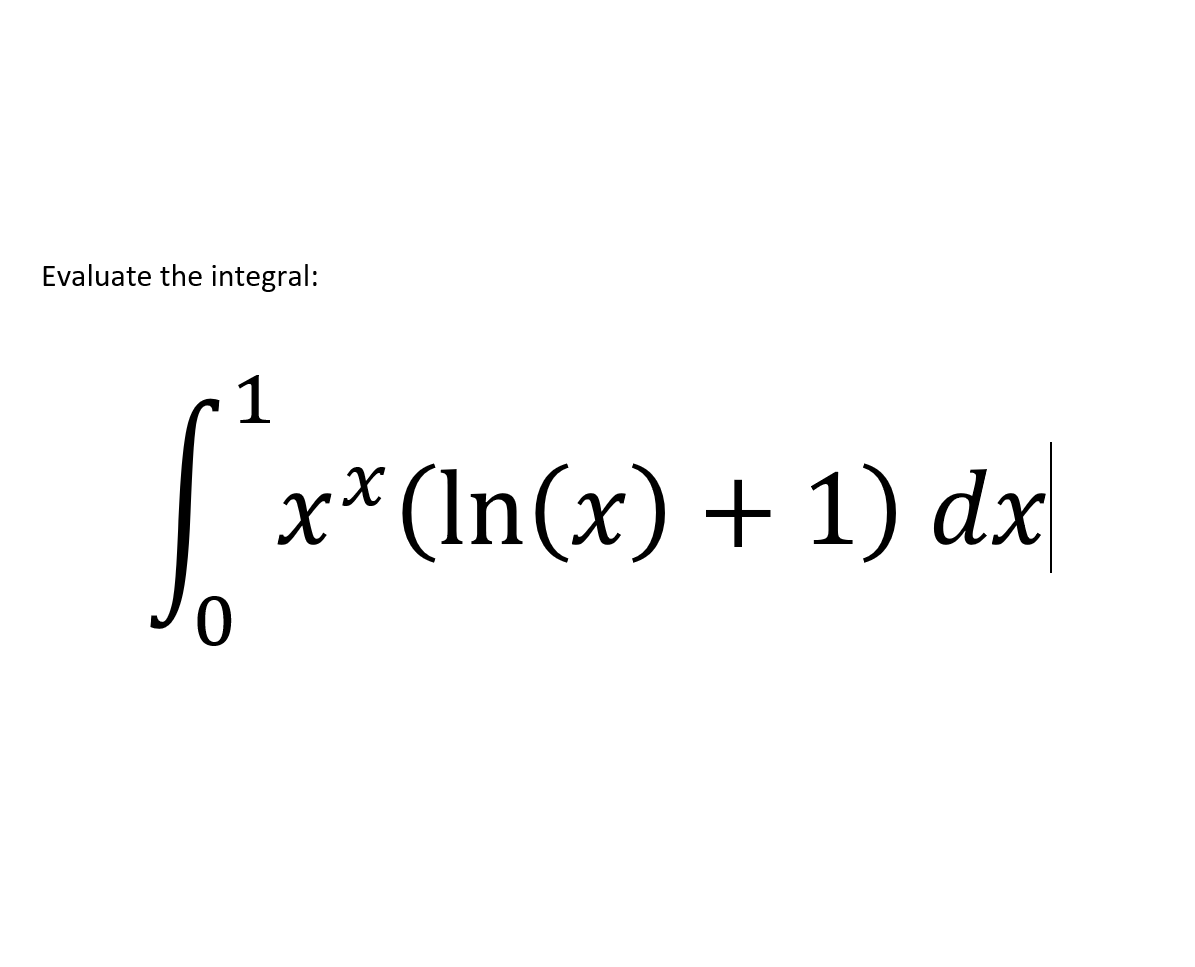 Evaluate the integral:
∫₀¹ xˣ(ln(x) + 1) dx